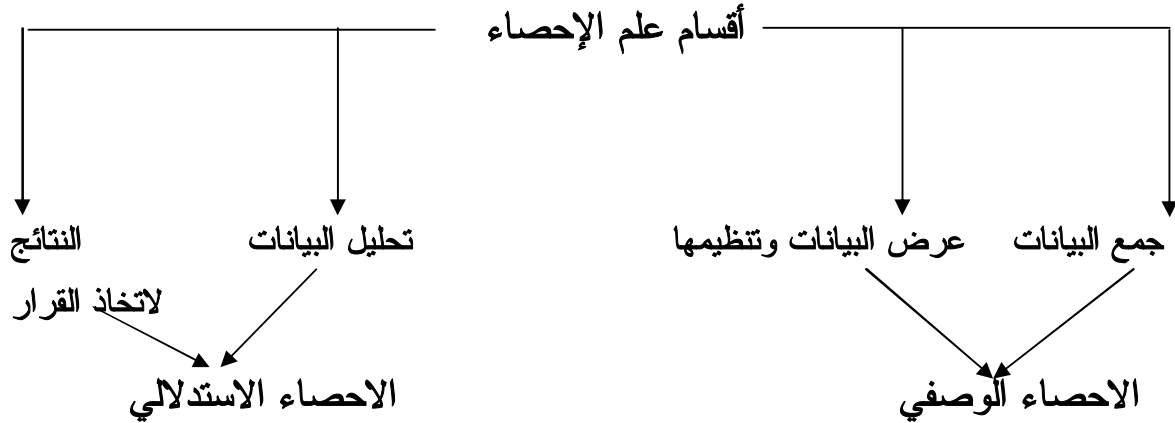 أقسام علم الإحصاء
جمع البيانات
عرض البيانات وتنظيمها
تحليل البيانات
النتائج
لاتخاذ القرار
الاحصاء الوصفي
الاحصاء الاستدلالي